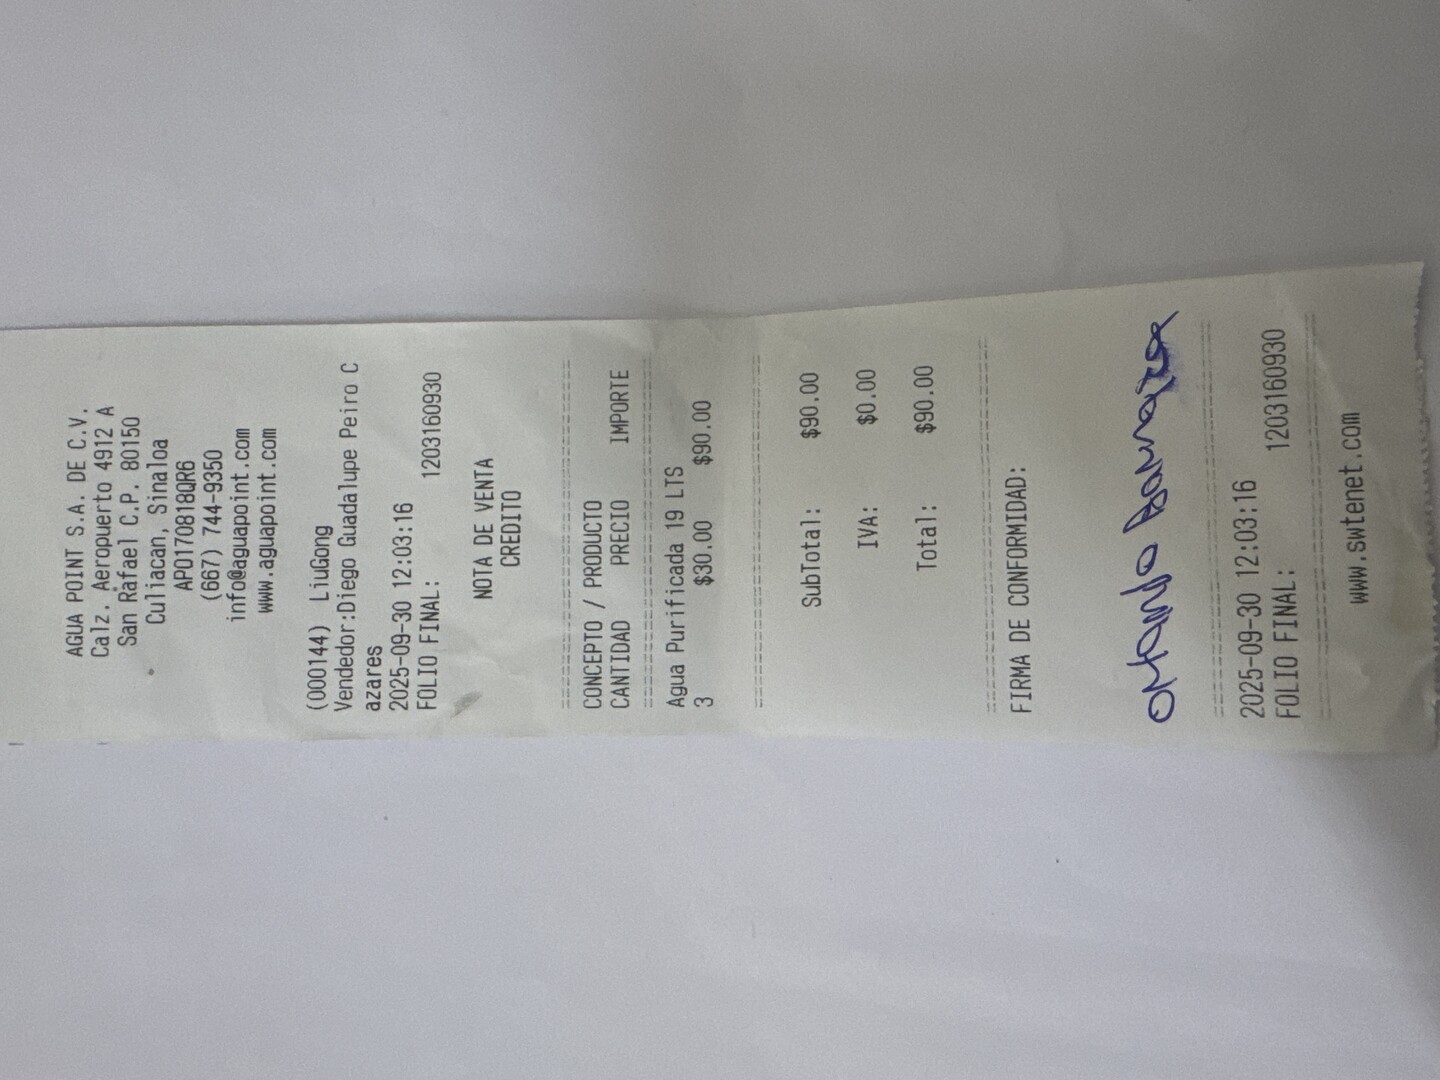 AGUA POINT S.A. DE C.V.
Calz. Aeropuerto 4912 A
San Rafael C.P. 80150
Culiacan, Sinaloa
APO170818QR6
(667) 744-9350
info@aguapoint.com
www.aguapoint.com
(000144) LiuGong
Vendedor:Diego Guadalupe Peiro C
azares
2025-09-30 12:03:16
FOLIO FINAL: 1203160930
NOTA DE VENTA
CREDITO
CONCEPTO / PRODUCTO
CANTIDAD PRECIO IMPORTE
Agua Purificada 19 LTS
3 $30.00 $90.00
SubTotal: $90.00
IVA: $0.00
Total: $90.00
FIRMA DE CONFORMIDAD:
2025-09-30 12:03:16
FOLIO FINAL: 1203160930
www.swtenet.com